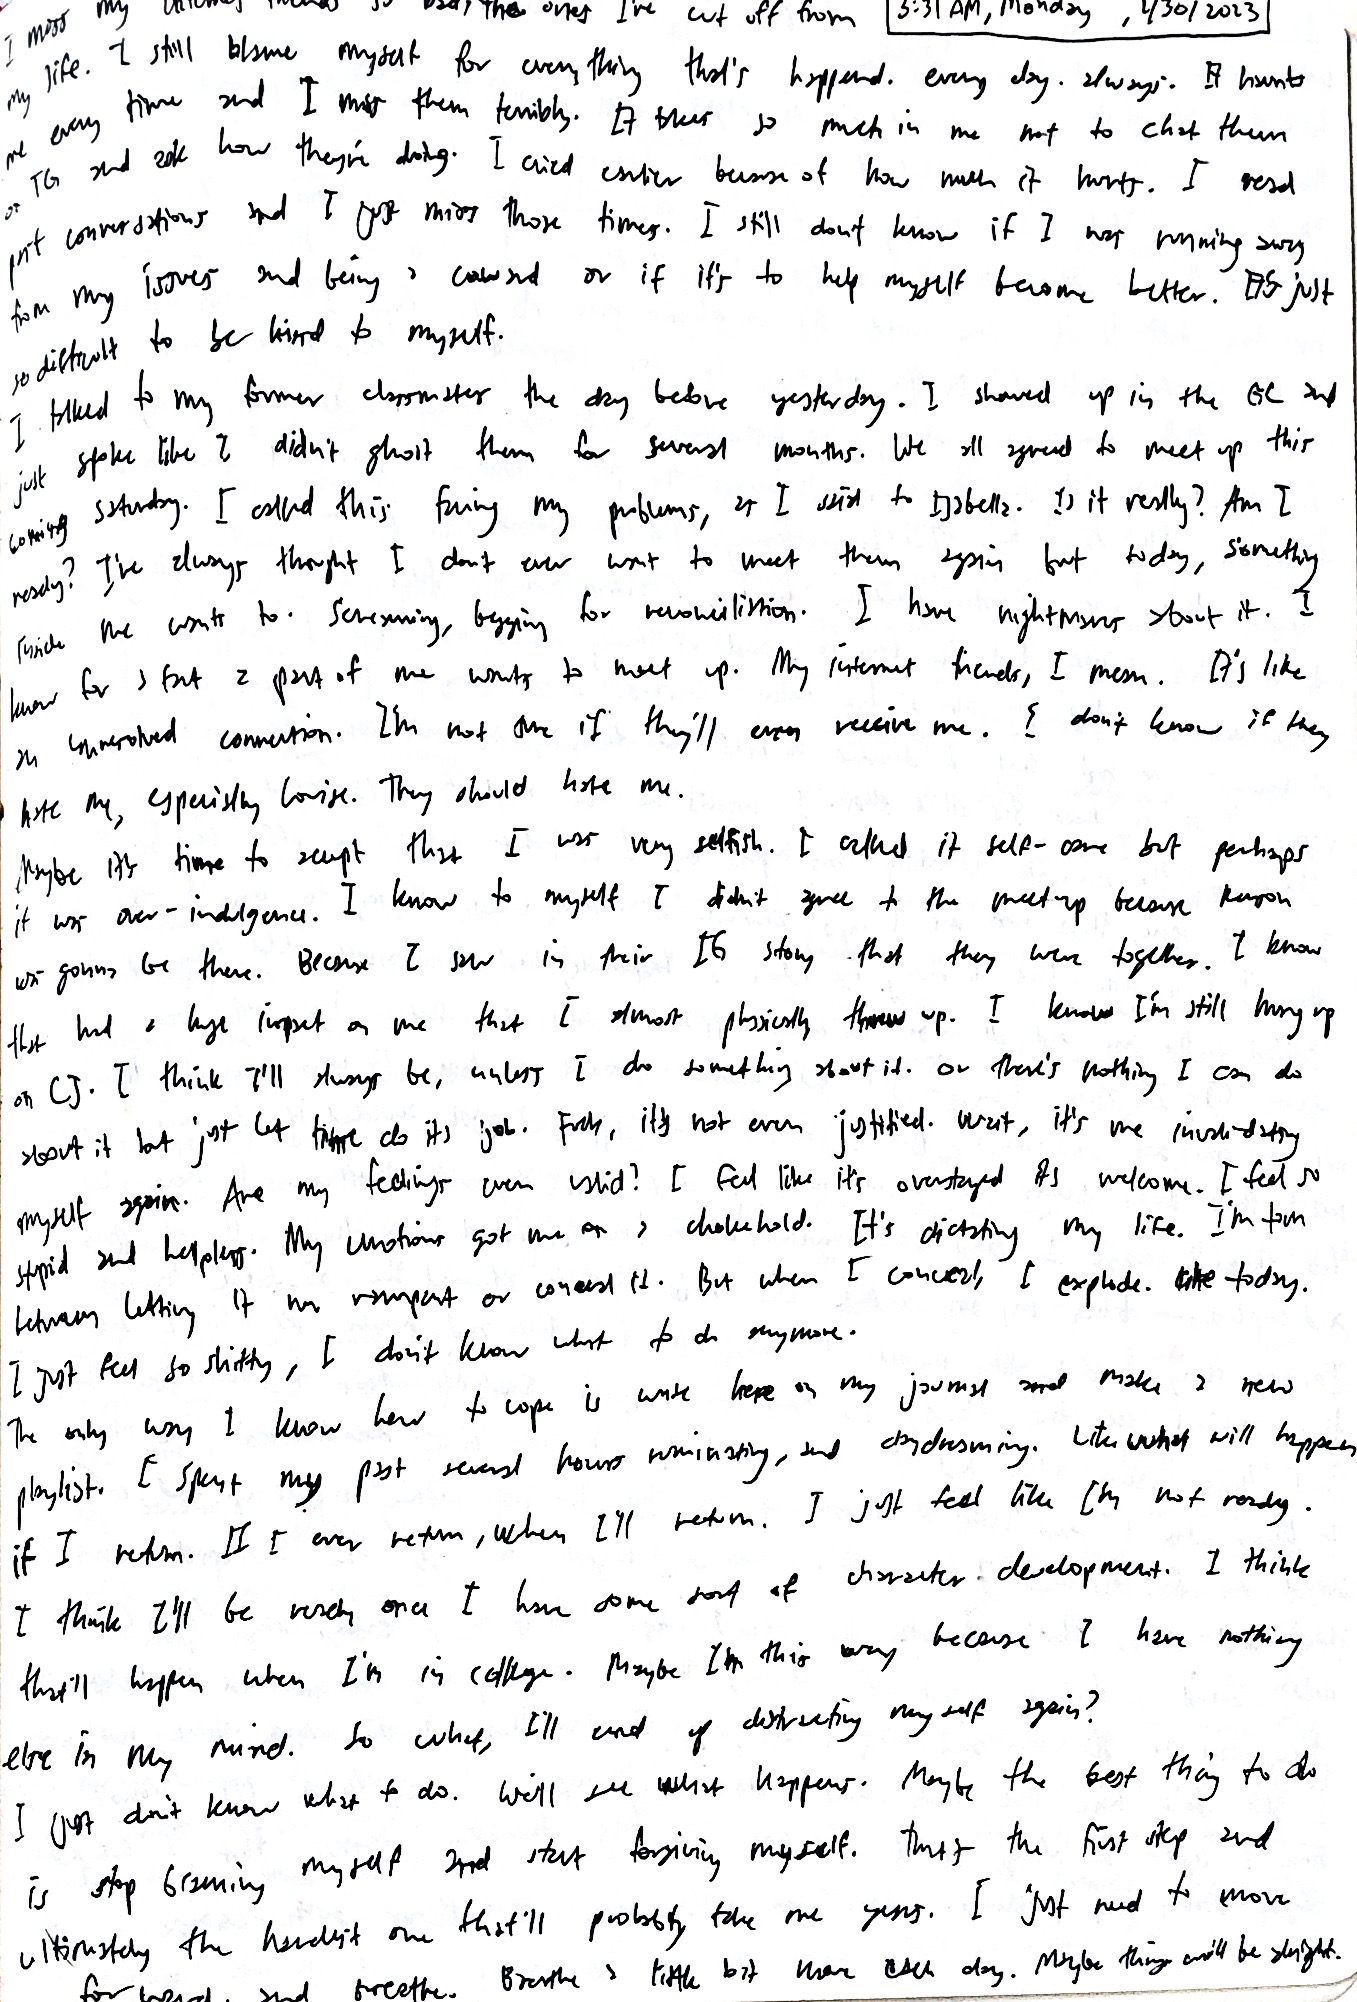 I miss my internet friends so bad, the ones I've cut off from
5:31 AM, Monday, 1/30/2023
my life. I still blame myself for everything that's happend. every day. always. It haunts
me every time and I miss them terribly. It takes so much in me not to chat them
on TG and ask how they're doing. I cried earlier because of how much it hurts. I read
past conversations and I just miss those times. I still don't know if I was running away
from my issues and being a coward or if it's to help myself become better. It's just
so difficult to be kind to myself.
I talked to my former classmates the day before yesterday. I showed up in the GC and
just spoke like I didn't ghost them for several months. We all agreed to meet up this
coming Saturday. I called this facing my problems, as I said to Isabella. Is it really? Am I
ready? I've always thought I don't ever want to meet them again but today, something
inside me wants to. Screaming, begging for reconciliation. I have nightmares about it. I
know for a fact a part of me wants to meet up. My internet friends, I mean. It's like
an unresolved connection. I'm not sure if they'll even receive me. I don't know if they
hate me, especially Louise. They should hate me.
Maybe it's time to accept that I was very selfish. I called it self-care but perhaps
it was over-indulgence. I know to myself I didn't agree to the meet-up because
was gonna be there. Because I saw in their IG story that they were together. I know
that had a huge impact on me that I almost physically threw up. I know I'm still hung up
on CJ. I think I'll always be, unless I do something about it. or there's nothing I can do
about it but just let time do its job. Fuck, it's not even justified. wait, it's me invalidating
myself again. Are my feelings even valid? I feel like it's overstayed its welcome. I feel so
stupid and helpless. My emotions got me on a chokehold. It's dictating my life. I'm torn
between letting it run rampant or conceal it. But when I conceal, I explode. like today.
I just feel so shitty, I don't know what to do anymore.
The only way I know how to cope is write here on my journal and make a new
playlist. I spent my past several hours ruminating, and daydreaming. Like what will happen
if I return. If I ever return, when I'll return. I just feel like I'm not ready.
I think I'll be ready once I have some sort of character development. I think
that'll happen when I'm in college. Maybe I'm this way because I have nothing
else in my mind. So what, I'll end up distracting myself again?
I just don't know what to do. We'll see what happens. Maybe the best thing to do
is stop blaming myself and start forgiving myself. That's the first step and
ultimately the hardest one that'll probably take me years. I just need to move
forward. and breathe. Breathe a little bit more each day. Maybe things will be alright.